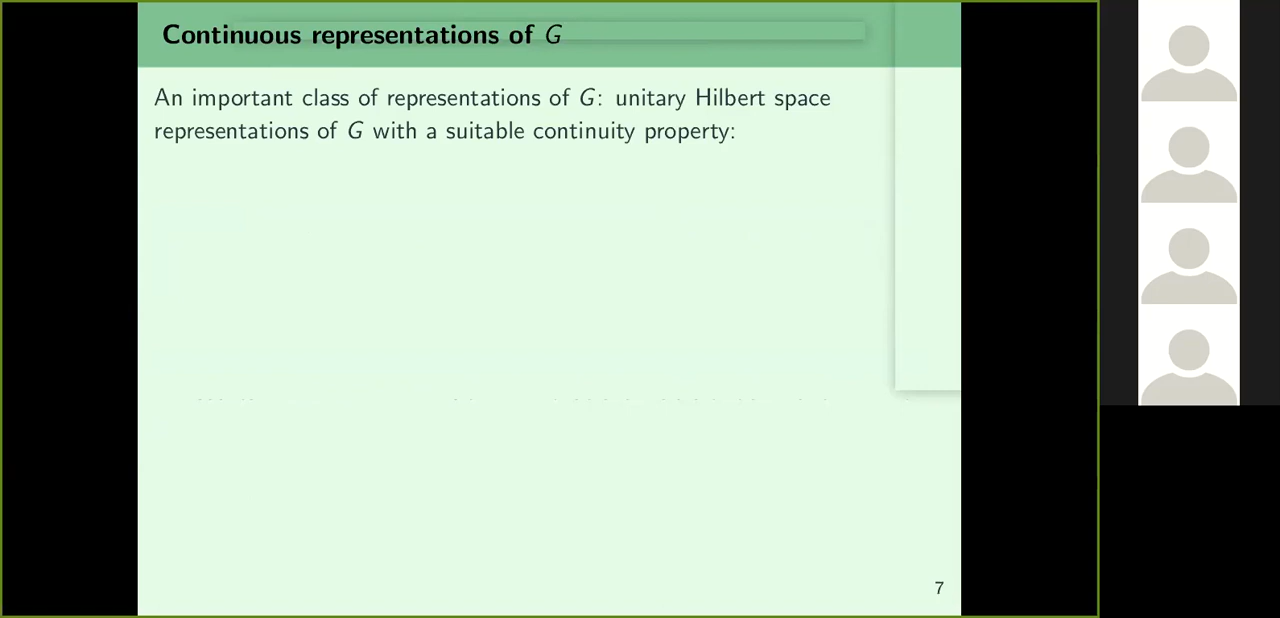 Continuous representations of G
An important class of representations of G: unitary Hilbert space
representations of G with a suitable continuity property:
7